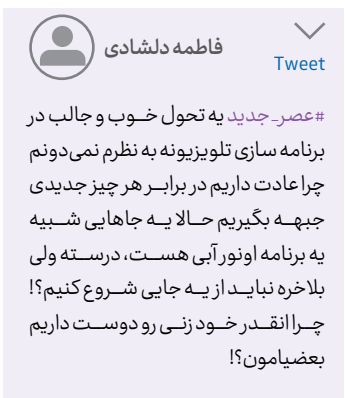 فاطمه دلشادی
Tweet
#عصر_جدید یه تحول خوب و جالب در
برنامه سازی تلویزیونه به نظرم نمی‌دونم
چرا عادت داریم در برابر هر چیز جدیدی
جبهه بگیریم حالا یه جاهایی شبیه
یه برنامه اونور آبی هست، درسته ولی
بلاخره نباید از یه جایی شروع کنیم؟!
چرا انقدر خود زنی رو دوست داریم
بعضیامون؟!